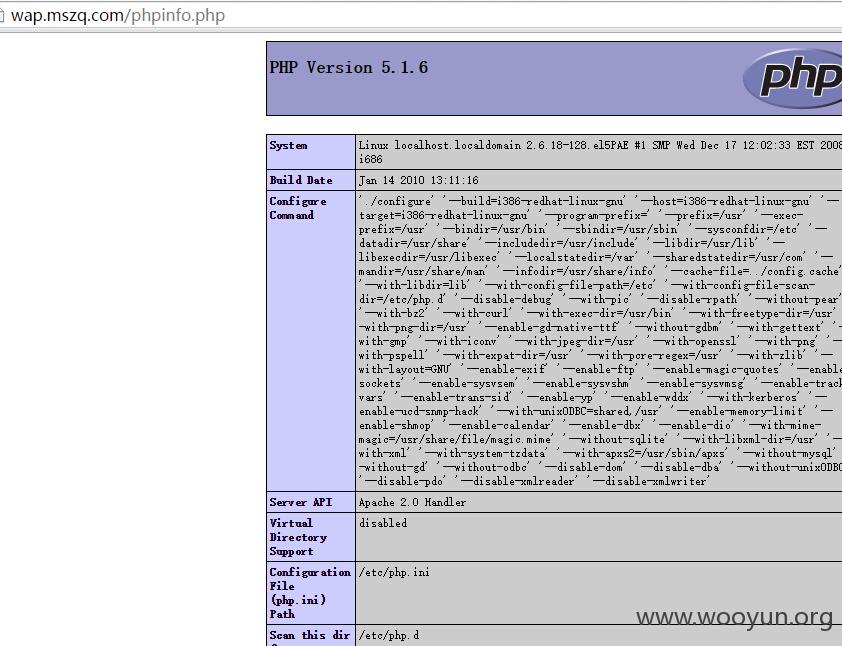 wap.mszq.com/phpinfo.php
PHP Version 5.1.6
php
System
Linux localhost.localdomain 2.6.18-128.el5PAE #1 SMP Wed Dec 17 12:02:33 EST 2008
i686
Build Date
Jan 14 2010 13:11:16
Configure
Command
'./configure' '--build=i386-redhat-linux-gnu' '--host=i386-redhat-linux-gnu' '--
target=i386-redhat-linux-gnu' '--program-prefix=' '--prefix=/usr' '--exec-
prefix=/usr' '--bindir=/usr/bin' '--sbindir=/usr/sbin' '--sysconfdir=/etc' '--
datadir=/usr/share' '--includedir=/usr/include' '--libdir=/usr/lib' '--
libexecdir=/usr/libexec' '--localstatedir=/var' '--sharedstatedir=/usr/com' '--
mandir=/usr/share/man' '--infodir=/usr/share/info' '--cache-file=../config.cache'
'--with-libdir=lib' '--with-config-file-path=/etc' '--with-config-file-scan-
dir=/etc/php.d' '--disable-debug' '--with-pic' '--disable-rpath' '--without-pear'
'--with-bz2' '--with-curl' '--with-exec-dir=/usr/bin' '--with-freetype-dir=/usr'
-with-png-dir=/usr' '--enable-gd-native-ttf' '--without-gdbm' '--with-gettext' '-
with-gmp' '--with-iconv' '--with-jpeg-dir=/usr' '--with-openssl' '--with-png' '--
with-pspell' '--with-expat-dir=/usr' '--with-pcre-regex=/usr' '--with-zlib' '--
with-layout=GNU' '--enable-exif' '--enable-ftp' '--enable-magic-quotes' '--enable
sockets' '--enable-sysvsem' '--enable-sysvshm' '--enable-sysvmsg' '--enable-track
vars' '--enable-trans-sid' '--enable-yp' '--enable-wddx' '--with-kerberos' '--
enable-ucd-snmp-hack' '--with-unixODBC=shared,/usr' '--enable-memory-limit' '--
enable-shmop' '--enable-calendar' '--enable-dbx' '--enable-dio' '--with-mime-
magic=/usr/share/file/magic.mime' '--without-sqlite' '--with-libxml-dir=/usr' '--
with-xml' '--with-system-tzdata' '--with-apxs2=/usr/sbin/apxs' '--without-mysql'
-without-gd' '--without-odbc' '--disable-dom' '--disable-dba' '--without-unixODBC
'--disable-pdo' '--disable-xmlreader' '--disable-xmlwriter'
Server API
Apache 2.0 Handler
Virtual
Directory
Support
disabled
Configuration
File
(php.ini)
Path
/etc/php.ini
Scan this dir
/etc/php.d
www.wooyun.org